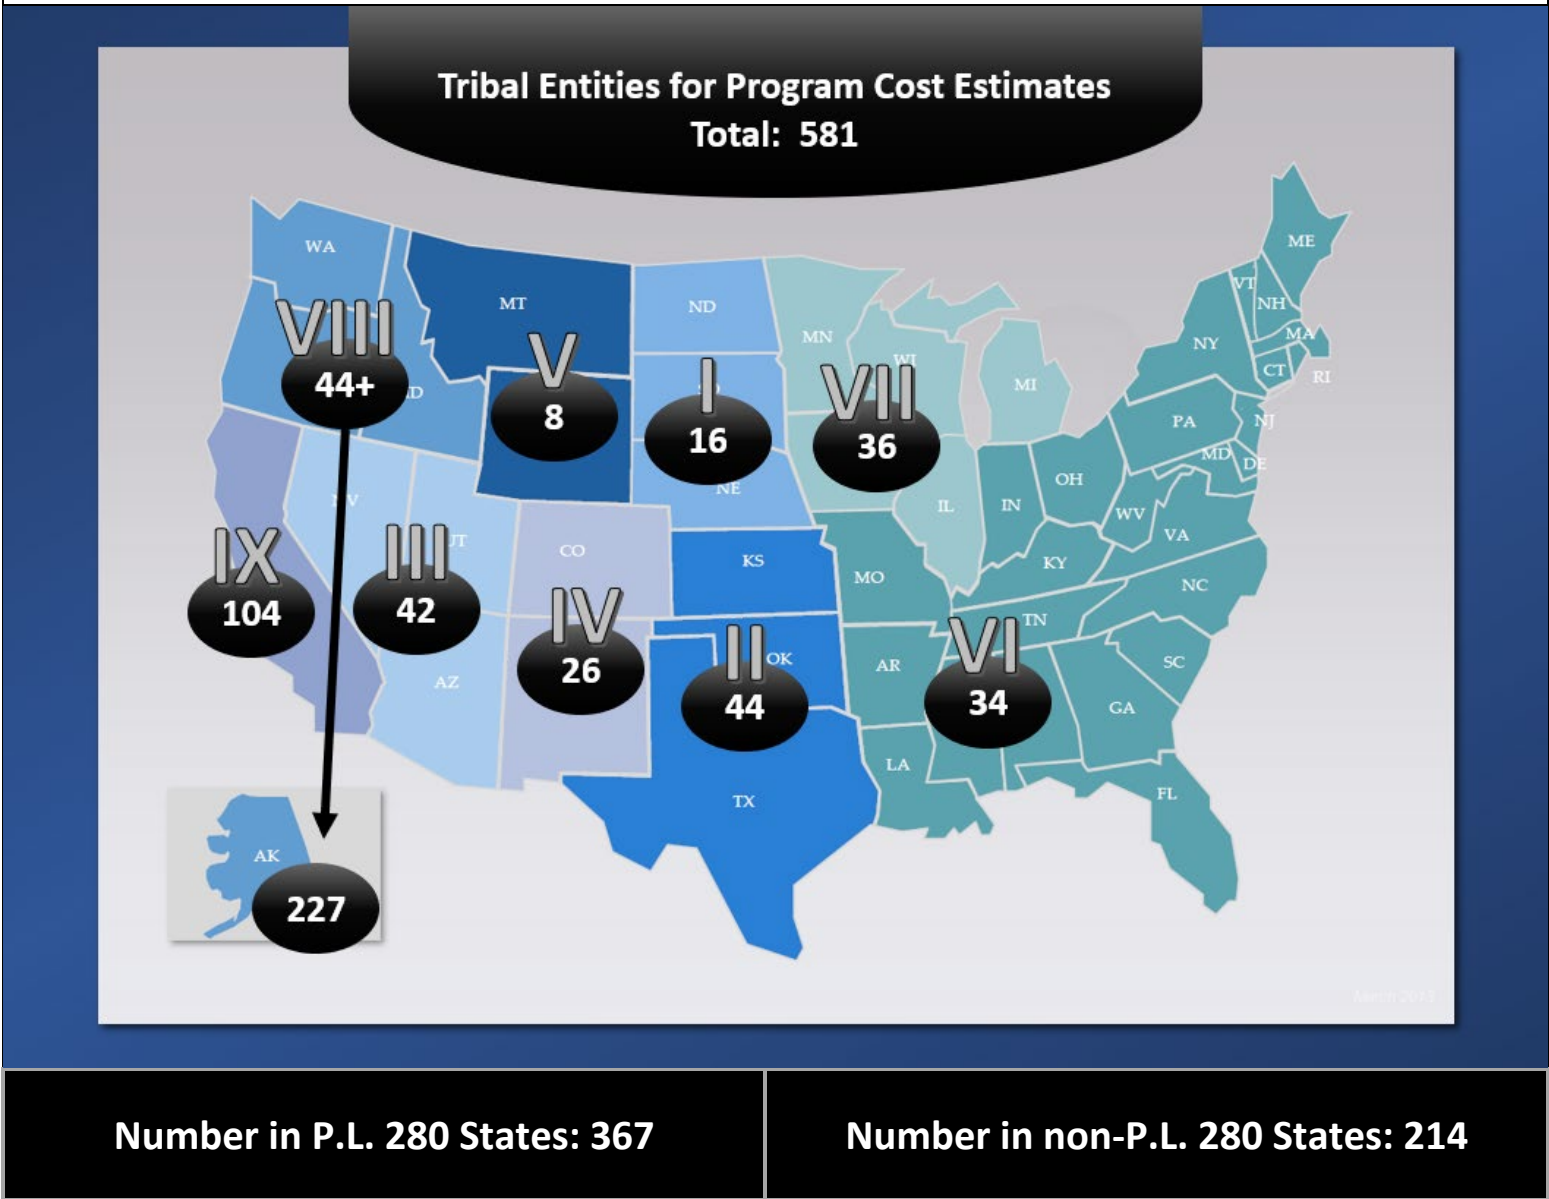 Tribal Entities for Program Cost Estimates
Total: 581
ME
WA
VT
NH
MT
ND
MA
VIII
MN
NY
V
WI
CT
RI
44+
I
VII
MI
8
PA
NJ
16
36
MD
DE
OH
NE
NV
IL
IN
WV
VA
IX
III
UT
CO
KS
KY
MO
NC
104
42
IV
TN
II
VI
26
OK
AR
SC
AZ
44
34
GA
LA
TX
FL
AK
227
Number in P.L. 280 States: 367
Number in non-P.L. 280 States: 214